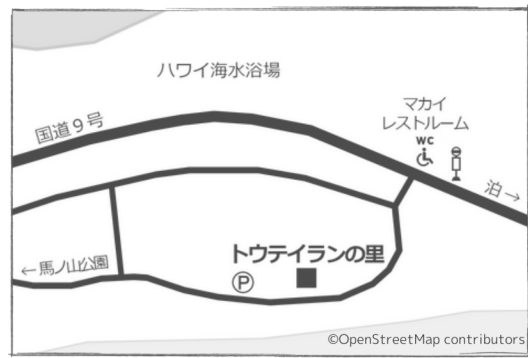 ハワイ海水浴場
国道9号
マカイ
レストルーム
WC
泊→
トウテイランの里
←馬ノ山公園
P
©OpenStreetMap contributors